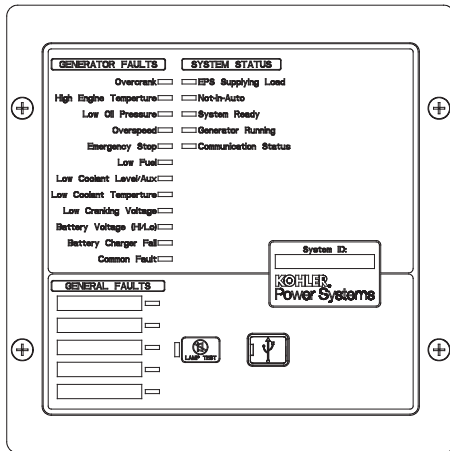 GENERATOR FAULTS
Overcrank
High Engine Temperture
Low Oil Pressure
Overspeed
Emergency Stop
Low Fuel
Low Coolant Level/Aux
Low Coolant Temperture
Low Cranking Voltage
Battery Voltage (Hi/Lo)
Battery Charger Fail
Common Fault
SYSTEM STATUS
EPS Supplying Load
Not-in-Auto
System Ready
Generator Running
Communication Status
System ID:
KOHLER®
Power Systems
GENERAL FAULTS
LAMP TEST